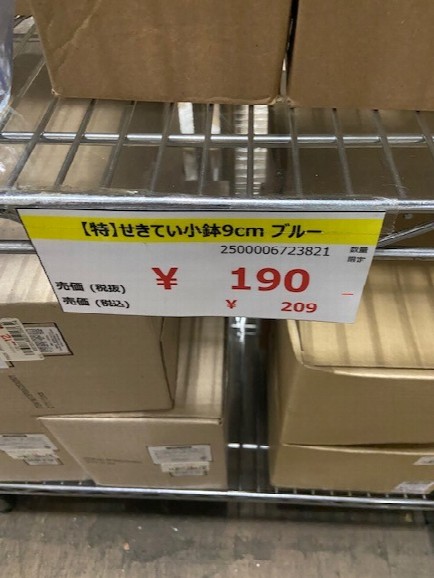 【特】せきてい小鉢9cm ブルー
2500006723821
数量
限定
売価（税抜） ¥ 190
売価（税込） ¥ 209